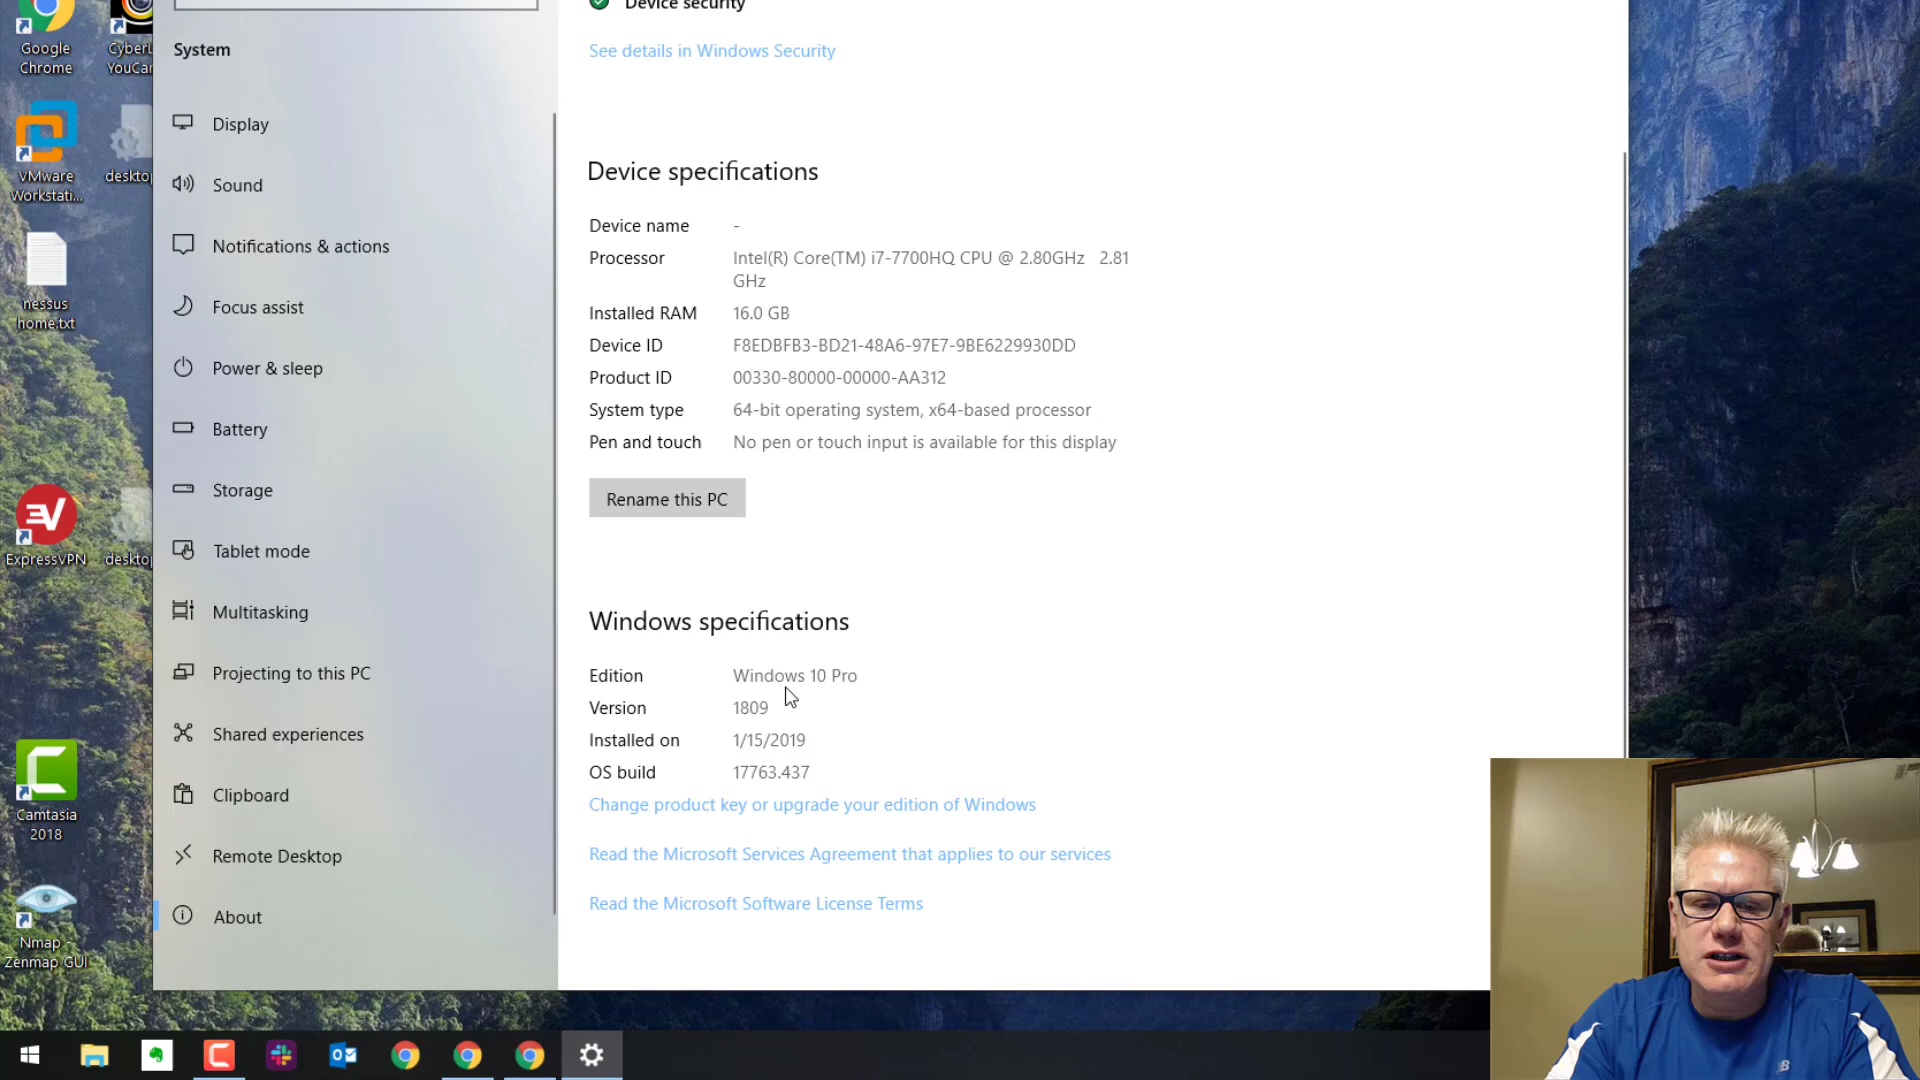 Device security
See details in Windows Security
Google
Chrome
CyberL
YouCar
VMware
Workstati...
deskto
nessus
home.txt
ExpressVPN
deskto
Camtasia
2018
Nmap -
Zenmap GUI
System
Display
Sound
Notifications & actions
Focus assist
Power & sleep
Battery
Storage
Tablet mode
Multitasking
Projecting to this PC
Shared experiences
Clipboard
Remote Desktop
About
Device specifications
Device name -
Processor Intel(R) Core(TM) i7-7700HQ CPU @ 2.80GHz 2.81
GHz
Installed RAM 16.0 GB
Device ID F8EDBFB3-BD21-48A6-97E7-9BE6229930DD
Product ID 00330-80000-00000-AA312
System type 64-bit operating system, x64-based processor
Pen and touch No pen or touch input is available for this display
Rename this PC
Windows specifications
Edition Windows 10 Pro
Version 1809
Installed on 1/15/2019
OS build 17763.437
Change product key or upgrade your edition of Windows
Read the Microsoft Services Agreement that applies to our services
Read the Microsoft Software License Terms